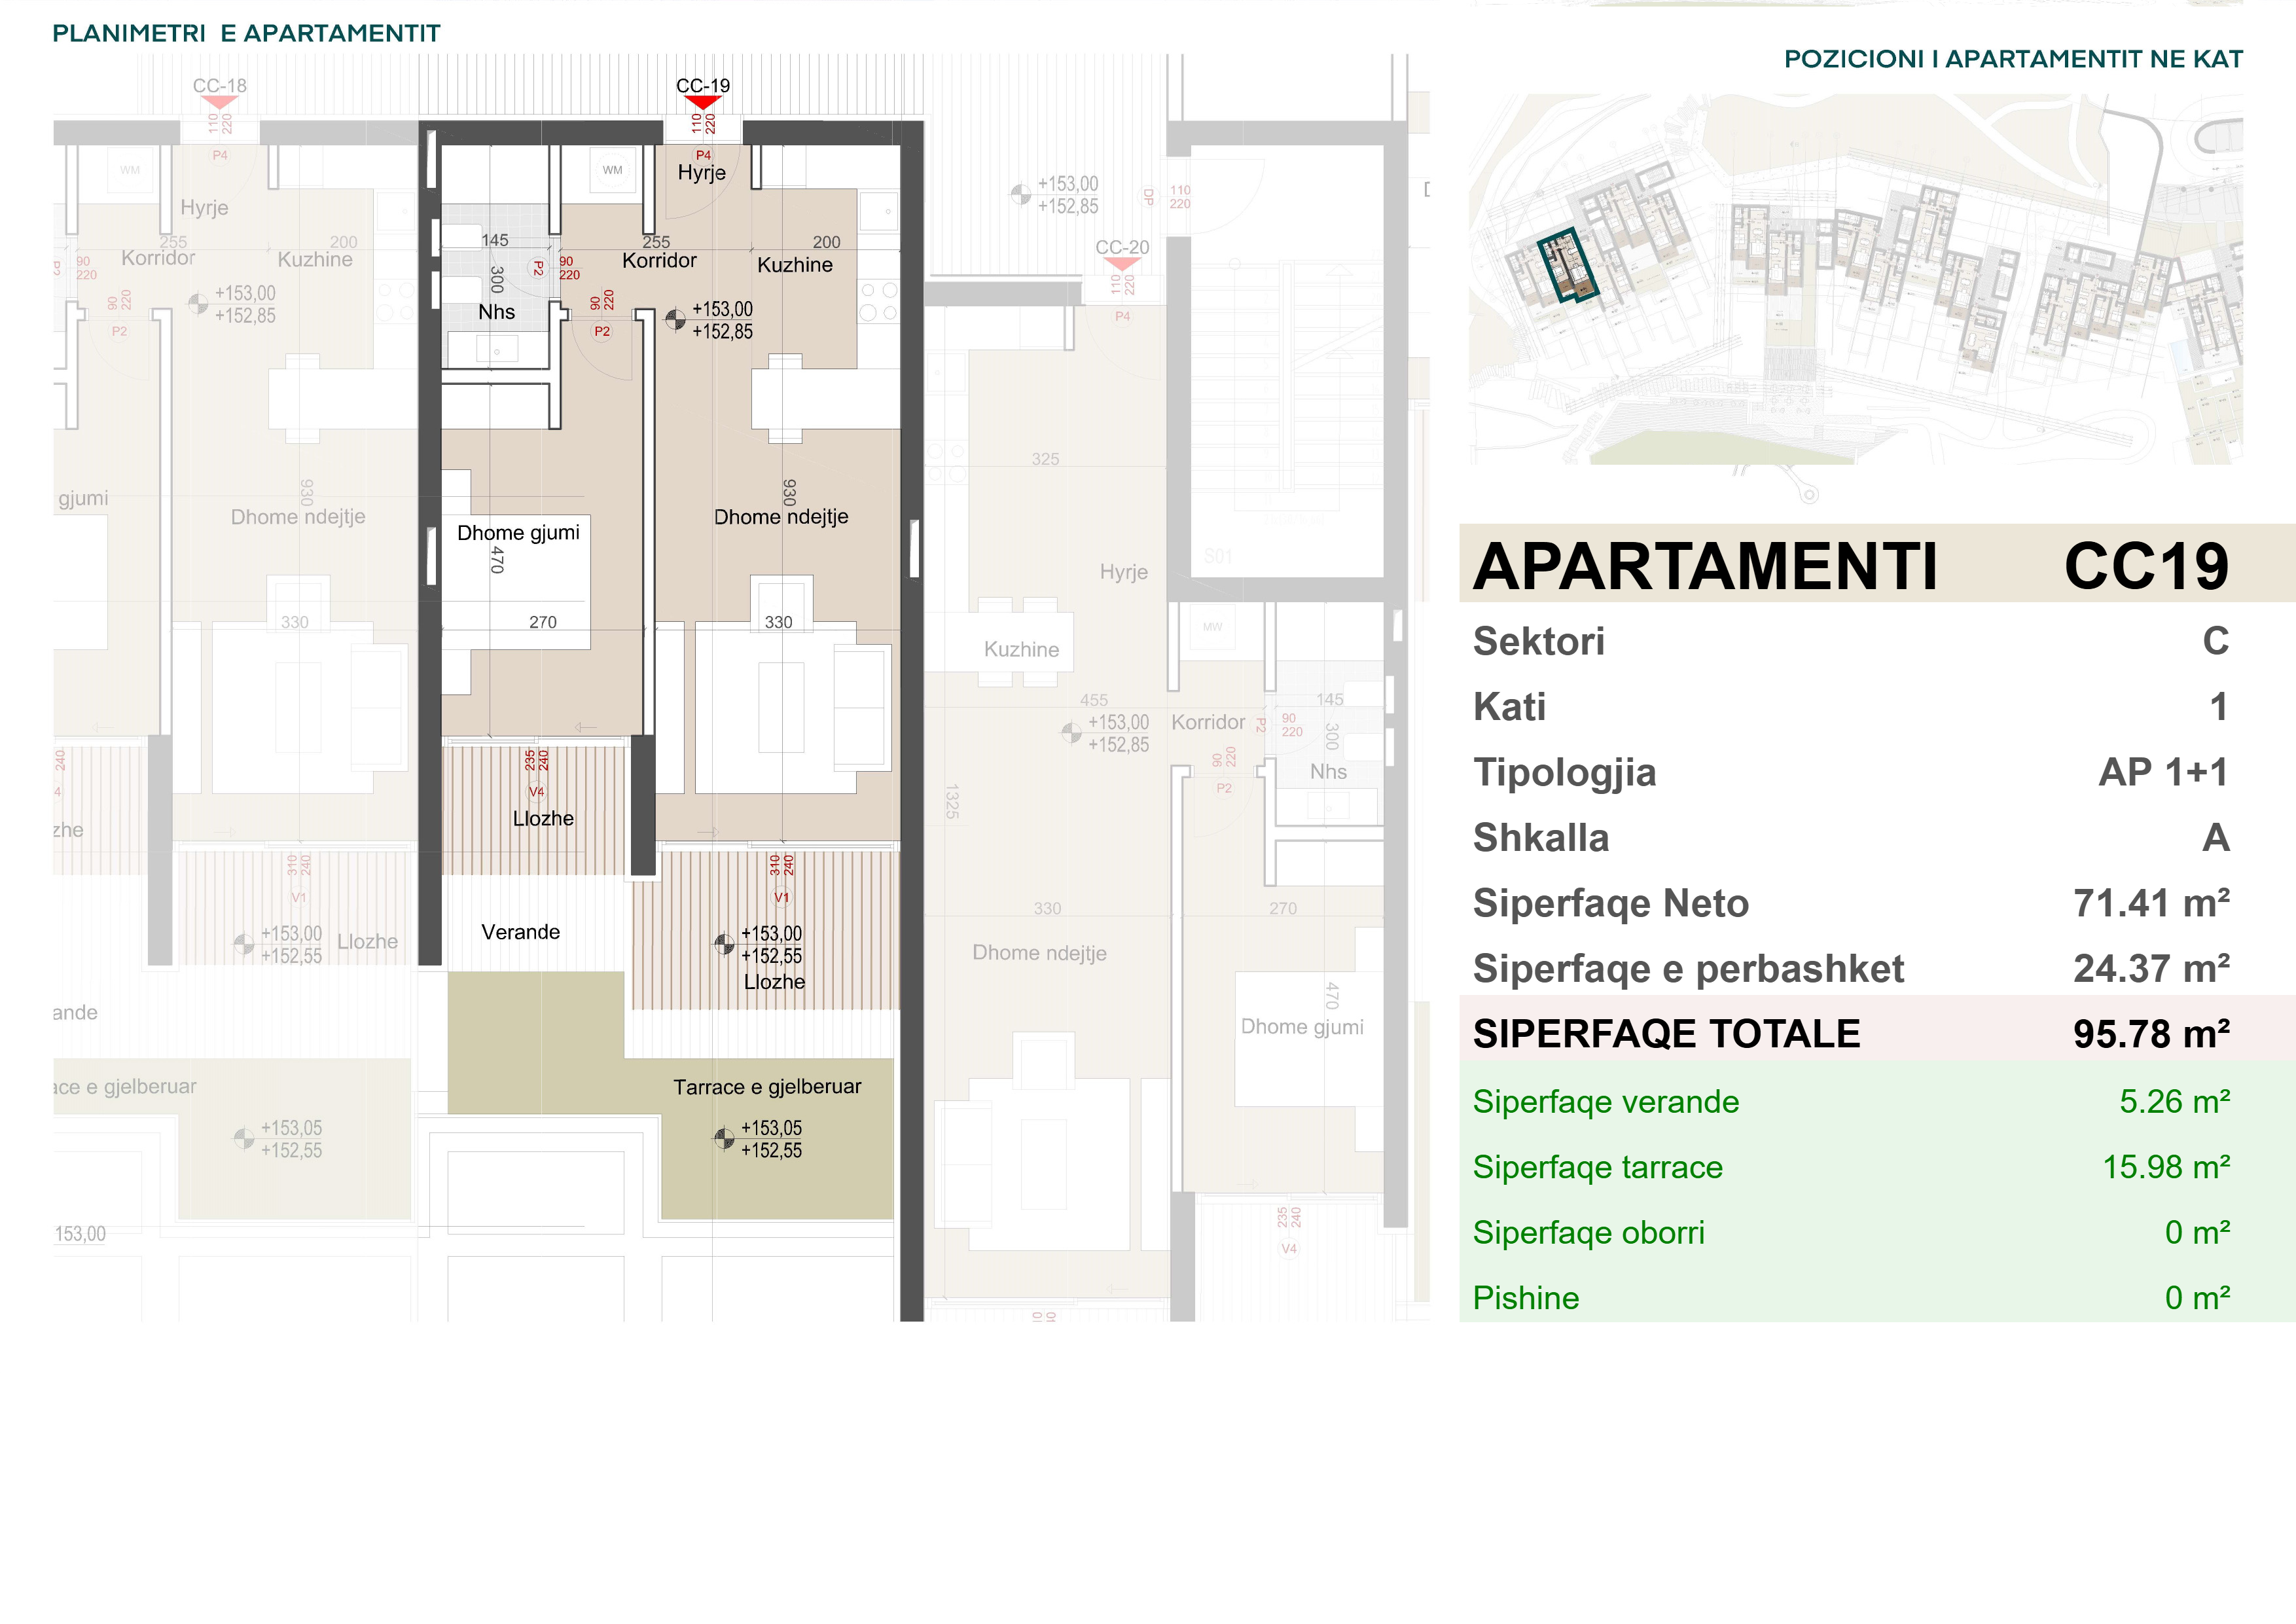 PLANIMETRI E APARTAMENTIT
POZICIONI I APARTAMENTIT NE KAT
CC-18
CC-19
110
220
P4
110
220
P4
WM
WM
Hyrje
Hyrje
+153,00
+152,85
DP
110
220
CC-20
110
220
P4
255
200
145
255
200
Korridor
Kuzhine
Korridor
Kuzhine
P2
90
220
300
P2
90
220
Nhs
90
220
P2
90
220
P2
+153,00
+152,85
+153,00
+152,85
325
gjumi
930
Dhome ndejtje
Dhome gjumi
470
930
Dhome ndejtje
S01
Hyrje
330
270
330
MW
Kuzhine
455
+153,00
+152,85
Korridor
P2
90
220
145
300
Nhs
90
220
P2
240
4
zhe
235
240
V4
Llozhe
1325
310
240
V1
310
240
V1
330
270
+153,00
+152,55
Llozhe
Verande
+153,00
+152,55
Llozhe
Dhome ndejtje
470
Dhome gjumi
ande
ace e gjelberuar
Tarrace e gjelberuar
+153,05
+152,55
+153,05
+152,55
153,00
235
240
V4
APARTAMENTI CC19
Sektori C
Kati 1
Tipologjia AP 1+1
Shkalla A
Siperfaqe Neto 71.41 m²
Siperfaqe e perbashket 24.37 m²
SIPERFAQE TOTALE 95.78 m²
Siperfaqe verande 5.26 m²
Siperfaqe tarrace 15.98 m²
Siperfaqe oborri 0 m²
Pishine 0 m²